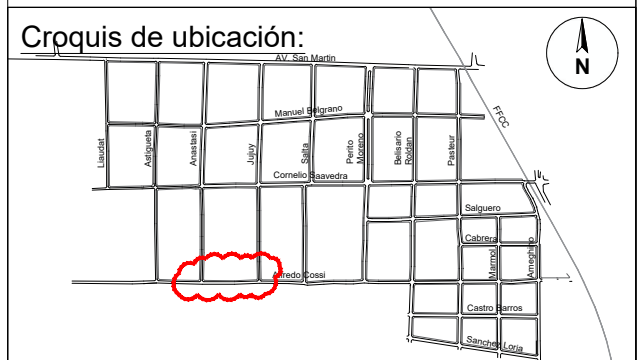 Croquis de ubicación:
AV. San Martin
N
FFCC
Manuel Belgrano
Liaudat
Astigueta
Anastasi
Jujuy
Salta
Perito
Moreno
Belisario
Roldan
Pasteur
Cornelio Saavedra
Salguero
Cabrera
Marmol
Ameghino
Alfredo Cossi
Castro Barros
Sanchez Loria